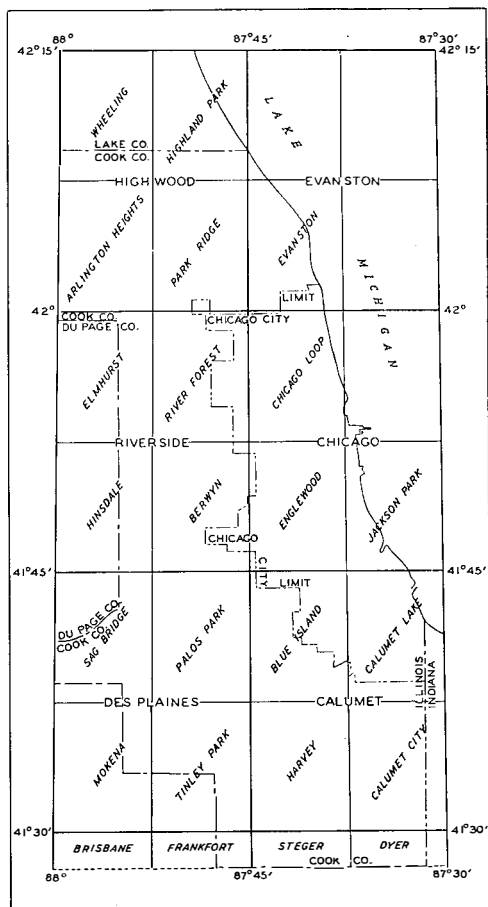 88° 87°45' 87°30'
42°15' 42°15'
LAKE
WHEELING
HIGHLAND PARK
LAKE CO.
COOK CO.
HIGHWOOD EVANSTON
ARLINGTON HEIGHTS
PARK RIDGE
EVANSTON
MICHIGAN
LIMIT
42° 42°
COOK CO.
DU PAGE CO.
CHICAGO CITY
ELMHURST
RIVER FOREST
CHICAGO LOOP
RIVERSIDE CHICAGO
HINSDALE
BERWYN
ENGLEWOOD
JACKSON PARK
CHICAGO
CITY
41°45' 41°45'
LIMIT
DU PAGE CO.
COOK CO.
SAG BRIDGE
PALOS PARK
BLUE ISLAND
CALUMET LAKE
ILLINOIS
INDIANA
DES PLAINES CALUMET
MOKENA
TINLEY PARK
HARVEY
CALUMET CITY
41°30' 41°30'
BRISBANE FRANKFORT STEGER DYER
COOK CO.
88° 87°45' 87°30'